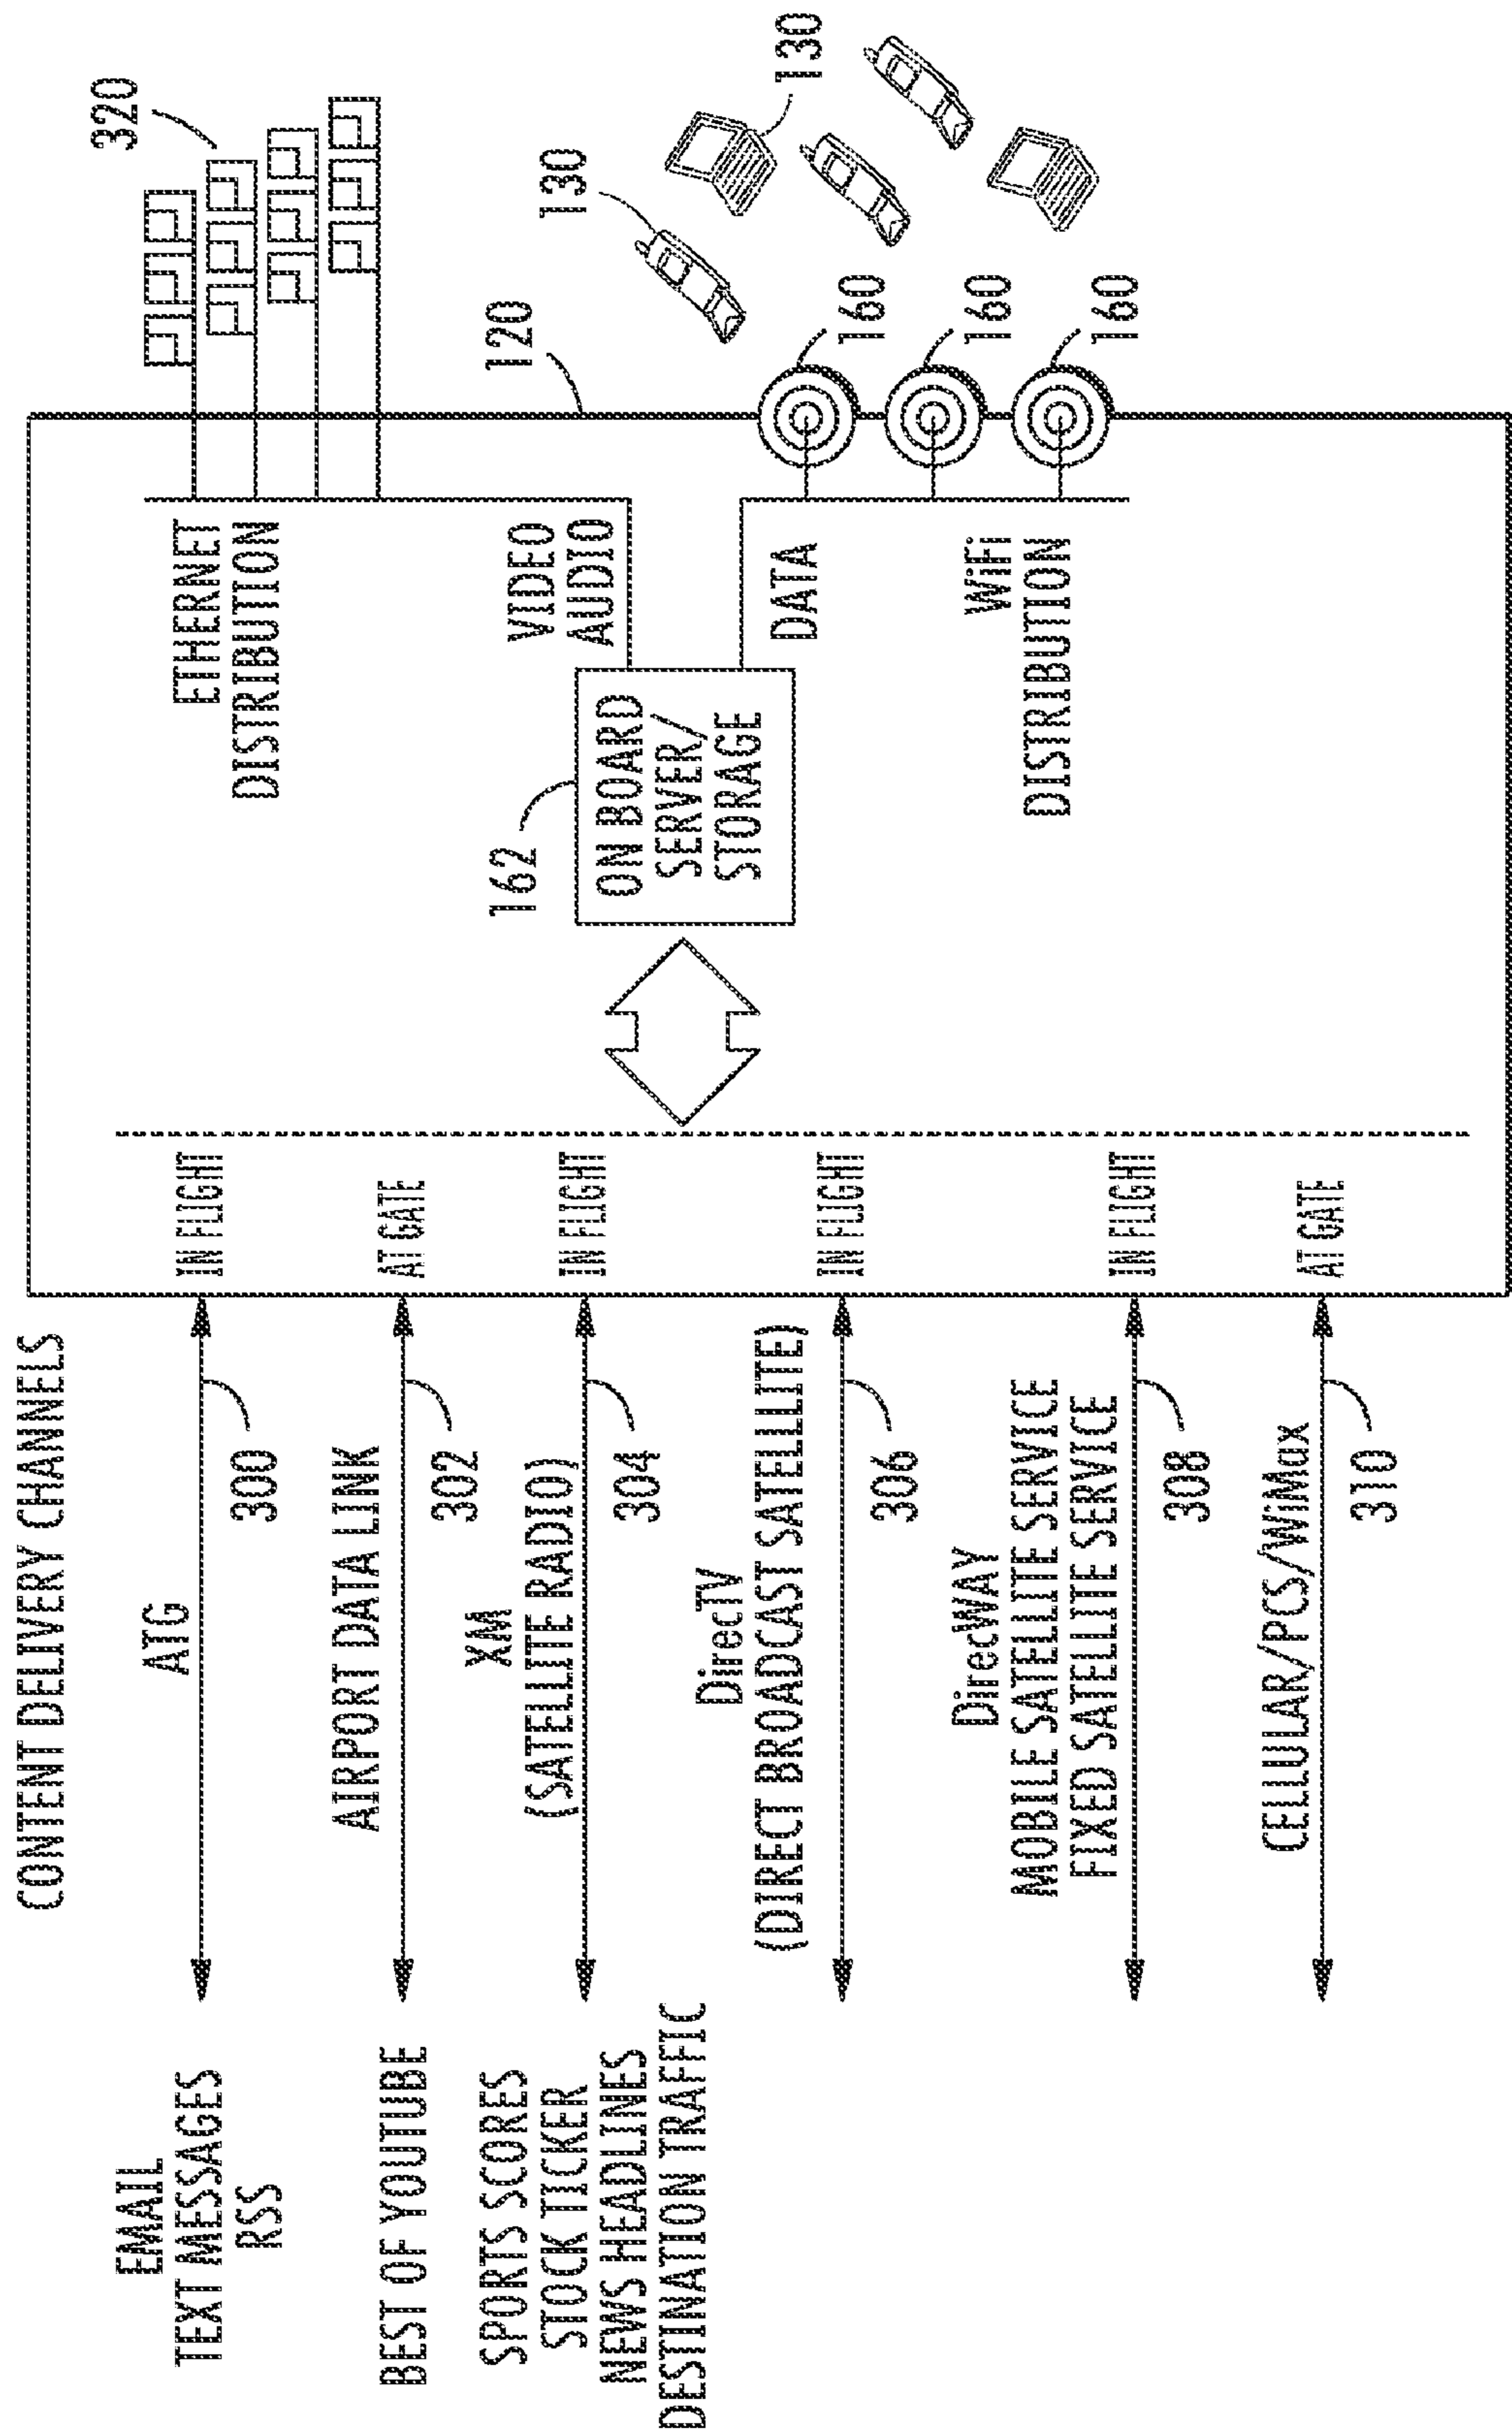 CONTENT DELIVERY CHANNELS
EMAIL
TEXT MESSAGES
RSS
ATG
300
IN FLIGHT
BEST OF YOUTUBE
AIRPORT DATA LINK
302
AT GATE
SPORTS SCORES
STOCK TICKER
NEWS HEADLINES
DESTINATION TRAFFIC
XM
(SATELLITE RADIO)
304
IN FLIGHT
DirecTV
(DIRECT BROADCAST SATELLITE)
306
IN FLIGHT
DirecWAY
MOBILE SATELLITE SERVICE
FIXED SATELLITE SERVICE
308
IN FLIGHT
CELLULAR/PCS/WiMax
310
AT GATE
162
ON BOARD
SERVER/
STORAGE
ETHERNET
DISTRIBUTION
VIDEO
AUDIO
DATA
WiFi
DISTRIBUTION
320
120
130
130
160
160
160